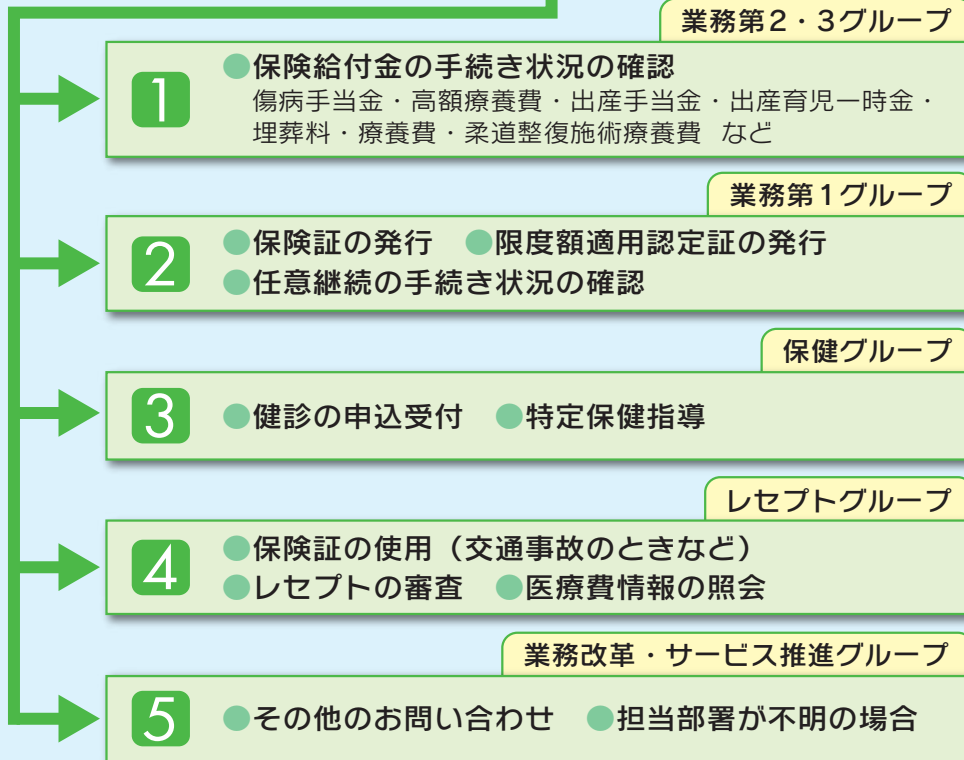 業務第2・3グループ
1
●保険給付金の手続き状況の確認
傷病手当金・高額療養費・出産手当金・出産育児一時金・
埋葬料・療養費・柔道整復施術療養費 など
業務第1グループ
2
●保険証の発行 ●限度額適用認定証の発行
●任意継続の手続き状況の確認
保健グループ
3
●健診の申込受付 ●特定保健指導
レセプトグループ
4
●保険証の使用（交通事故のときなど）
●レセプトの審査 ●医療費情報の照会
業務改革・サービス推進グループ
5
●その他のお問い合わせ ●担当部署が不明の場合